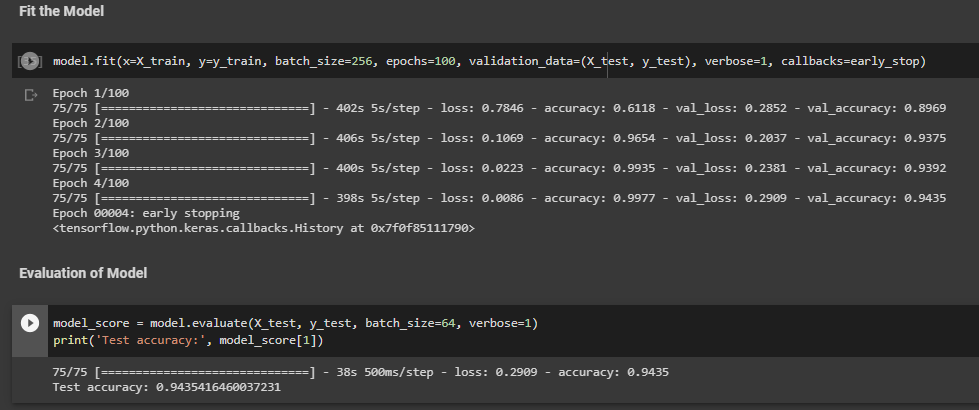 Fit the Model
model.fit(x=X_train, y=y_train, batch_size=256, epochs=100, validation_data=(X_test, y_test), verbose=1, callbacks=early_stop)
Epoch 1/100
75/75 [==============================] - 402s 5s/step - loss: 0.7846 - accuracy: 0.6118 - val_loss: 0.2852 - val_accuracy: 0.8969
Epoch 2/100
75/75 [==============================] - 406s 5s/step - loss: 0.1069 - accuracy: 0.9654 - val_loss: 0.2037 - val_accuracy: 0.9375
Epoch 3/100
75/75 [==============================] - 400s 5s/step - loss: 0.0223 - accuracy: 0.9935 - val_loss: 0.2381 - val_accuracy: 0.9392
Epoch 4/100
75/75 [==============================] - 398s 5s/step - loss: 0.0086 - accuracy: 0.9977 - val_loss: 0.2909 - val_accuracy: 0.9435
Epoch 00004: early stopping
<tensorflow.python.keras.callbacks.History at 0x7f0f85111790>
Evaluation of Model
model_score = model.evaluate(X_test, y_test, batch_size=64, verbose=1)
print('Test accuracy:', model_score[1])
75/75 [==============================] - 38s 500ms/step - loss: 0.2909 - accuracy: 0.9435
Test accuracy: 0.9435416460037231